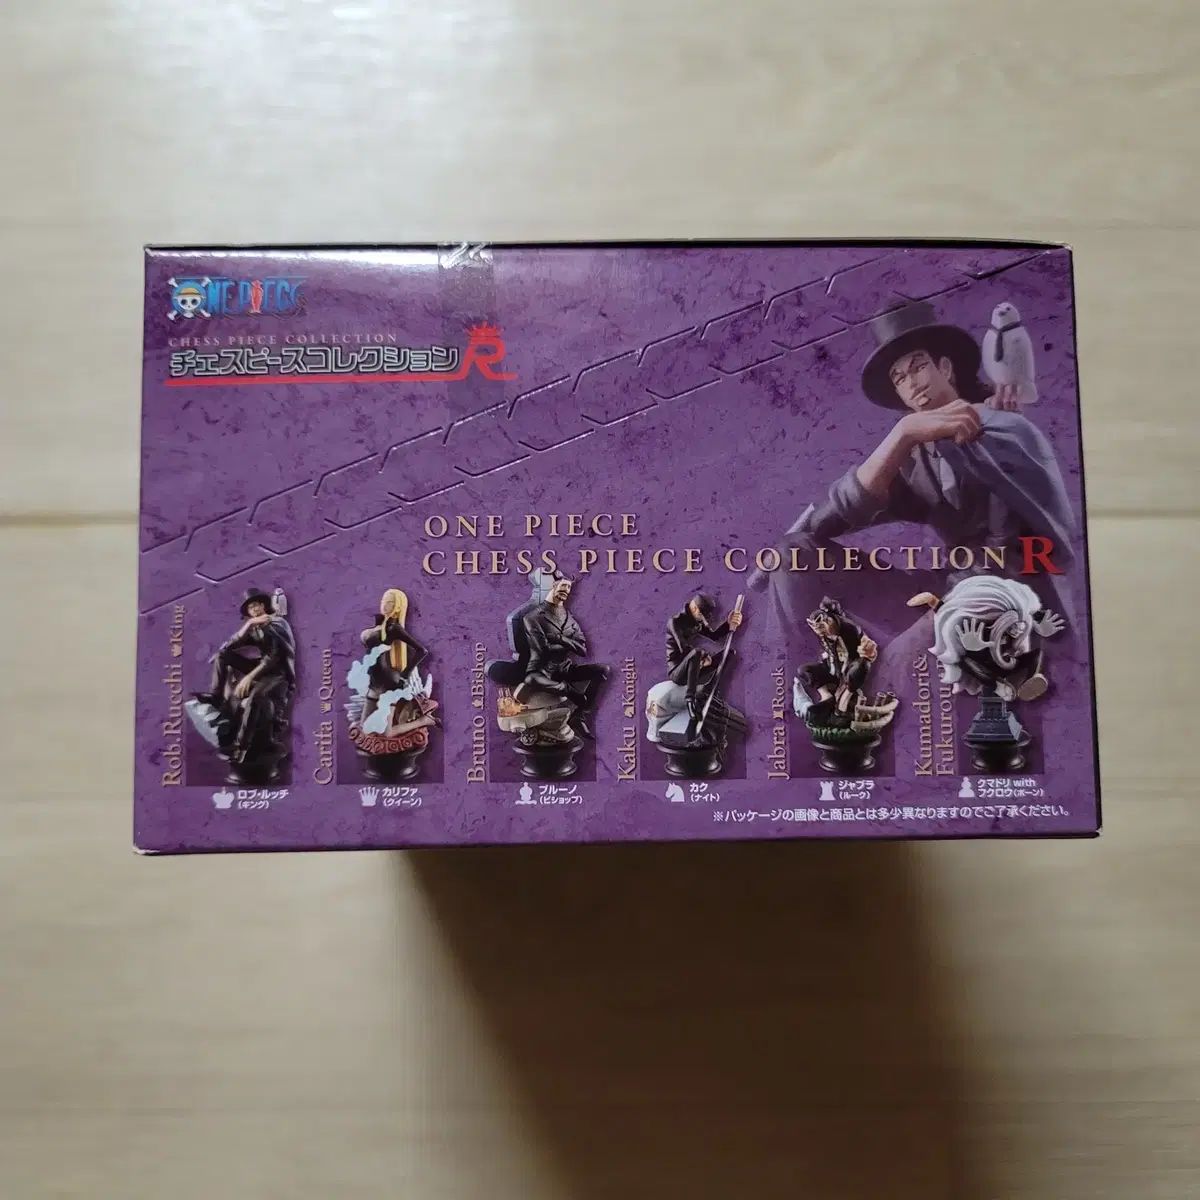 ONE PIECE
CHESS PIECE COLLECTION
チェスピースコレクションR
ONE PIECE
CHESS PIECE COLLECTION R
Rob.Rucchi King
ロブ・ルッチ
(キング)
Carifa Queen
カリファ
(クイーン)
Bruno Bishop
ブルーノ
(ビショップ)
Kaku Knight
カク
(ナイト)
Jabra Rook
ジャブラ
(ルーク)
Kumadori&
Fukurou
クマドリ with
フクロウ(ポーン)
※パッケージの画像と商品とは多少異なりますのでご了承ください。